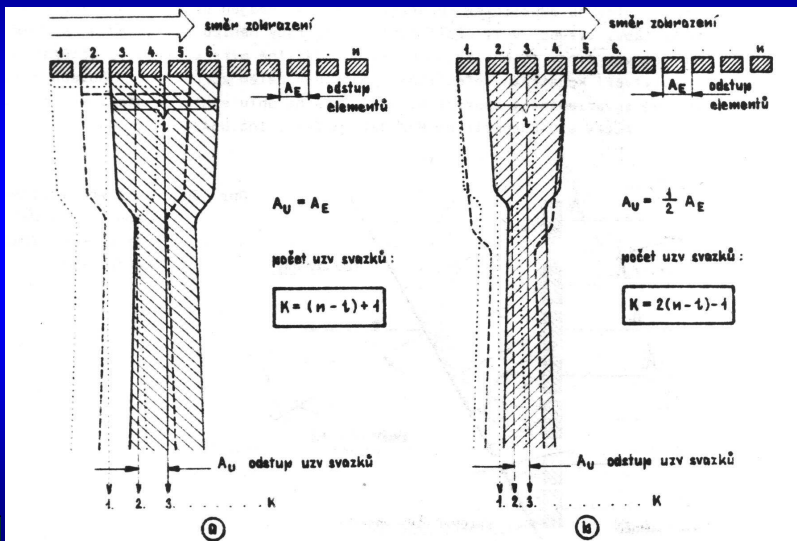 směr zobrazení
1. 2. 3. 4. 5. 6. . . . . n
A_E odstup
elementů
i
A_U = A_E
počet uzv svazků :
K = (n - i) + 1
A_U odstup uzv svazků
1. 2. 3. . . . . . . . . . K
a
směr zobrazení
1. 2. 3. 4. 5. 6. . . . . n
A_E odstup
elementů
i
A_U = 1/2 A_E
počet uzv svazků :
K = 2(n - i) - 1
A_U odstup uzv svazků
1. 2. 3. . . . . . . . . . K
b